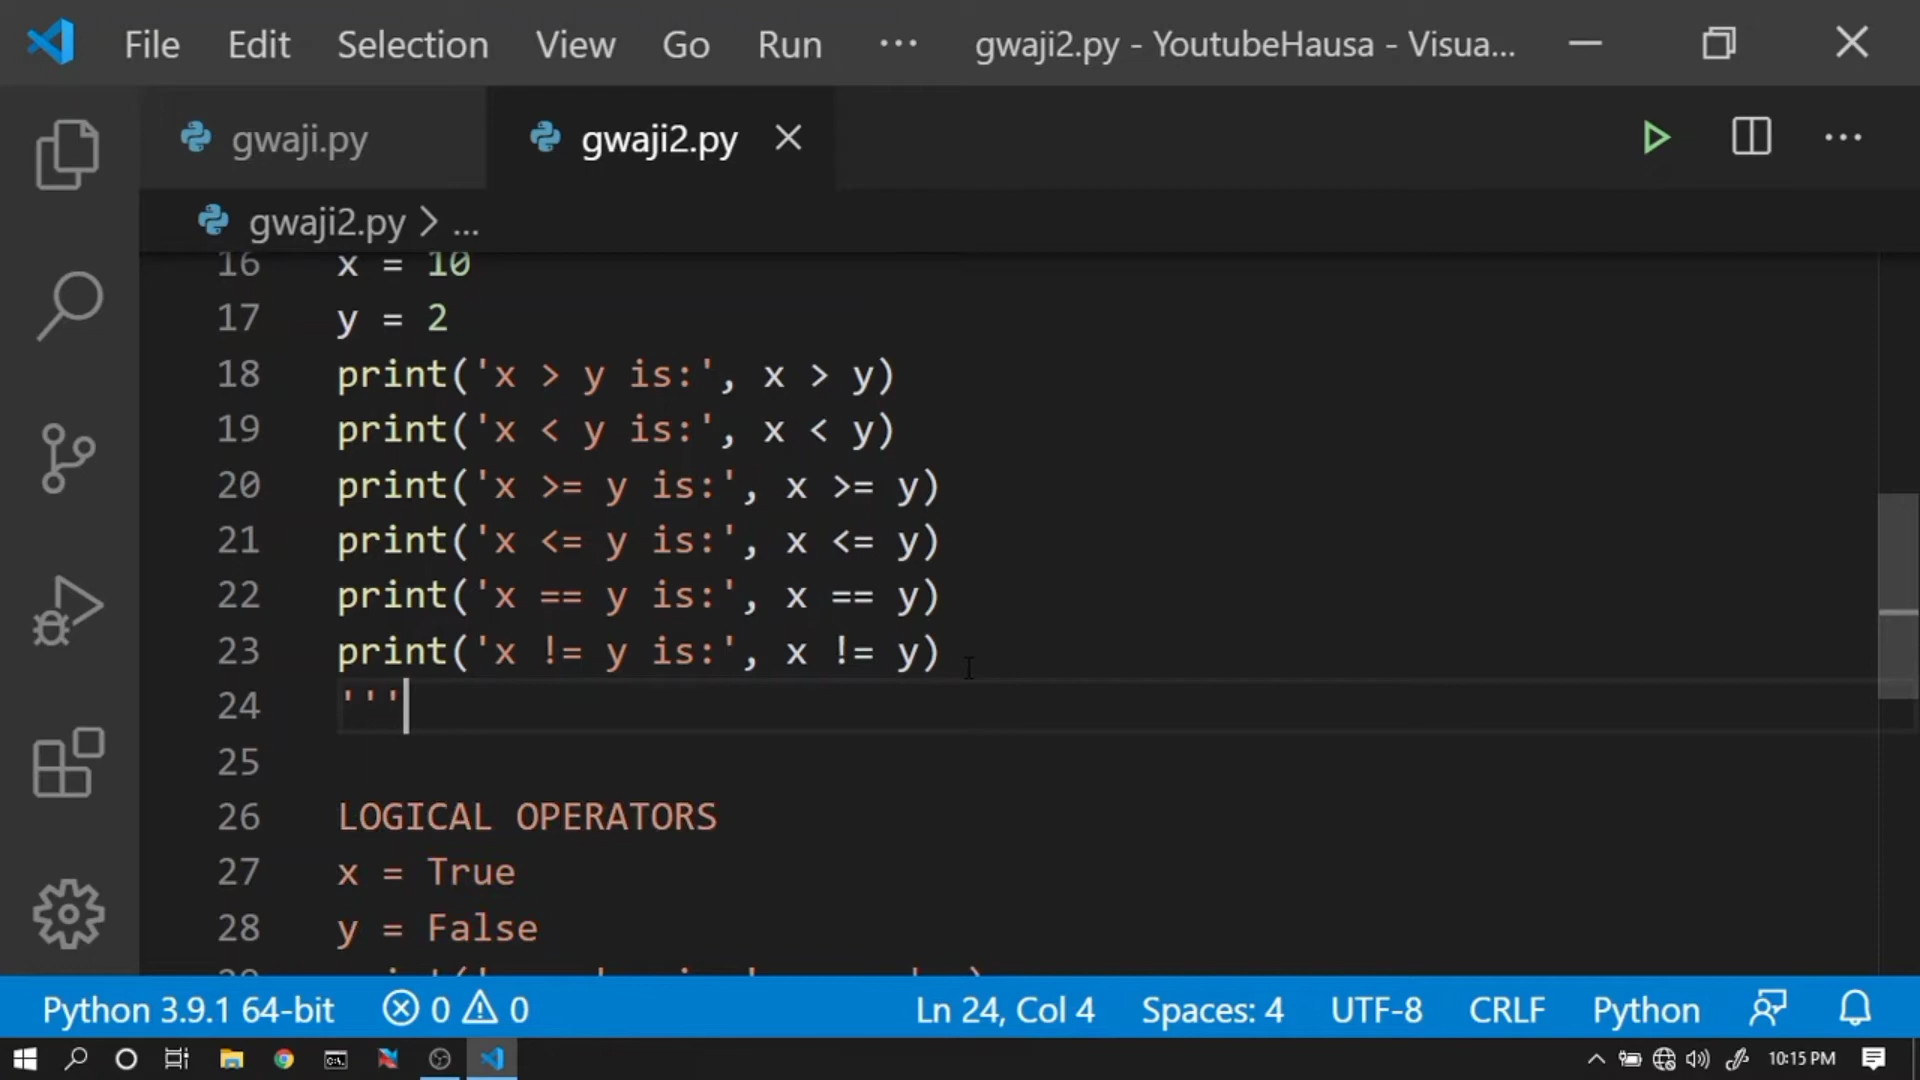 File Edit Selection View Go Run ··· gwaji2.py - YoutubeHausa - Visua...
gwaji.py gwaji2.py
gwaji2.py > ...
16 x = 10
17 y = 2
18 print('x > y is:', x > y)
19 print('x < y is:', x < y)
20 print('x >= y is:', x >= y)
21 print('x <= y is:', x <= y)
22 print('x == y is:', x == y)
23 print('x != y is:', x != y)
24 '''
25
26 LOGICAL OPERATORS
27 x = True
28 y = False
Python 3.9.1 64-bit 0 0 Ln 24, Col 4 Spaces: 4 UTF-8 CRLF Python
10:15 PM